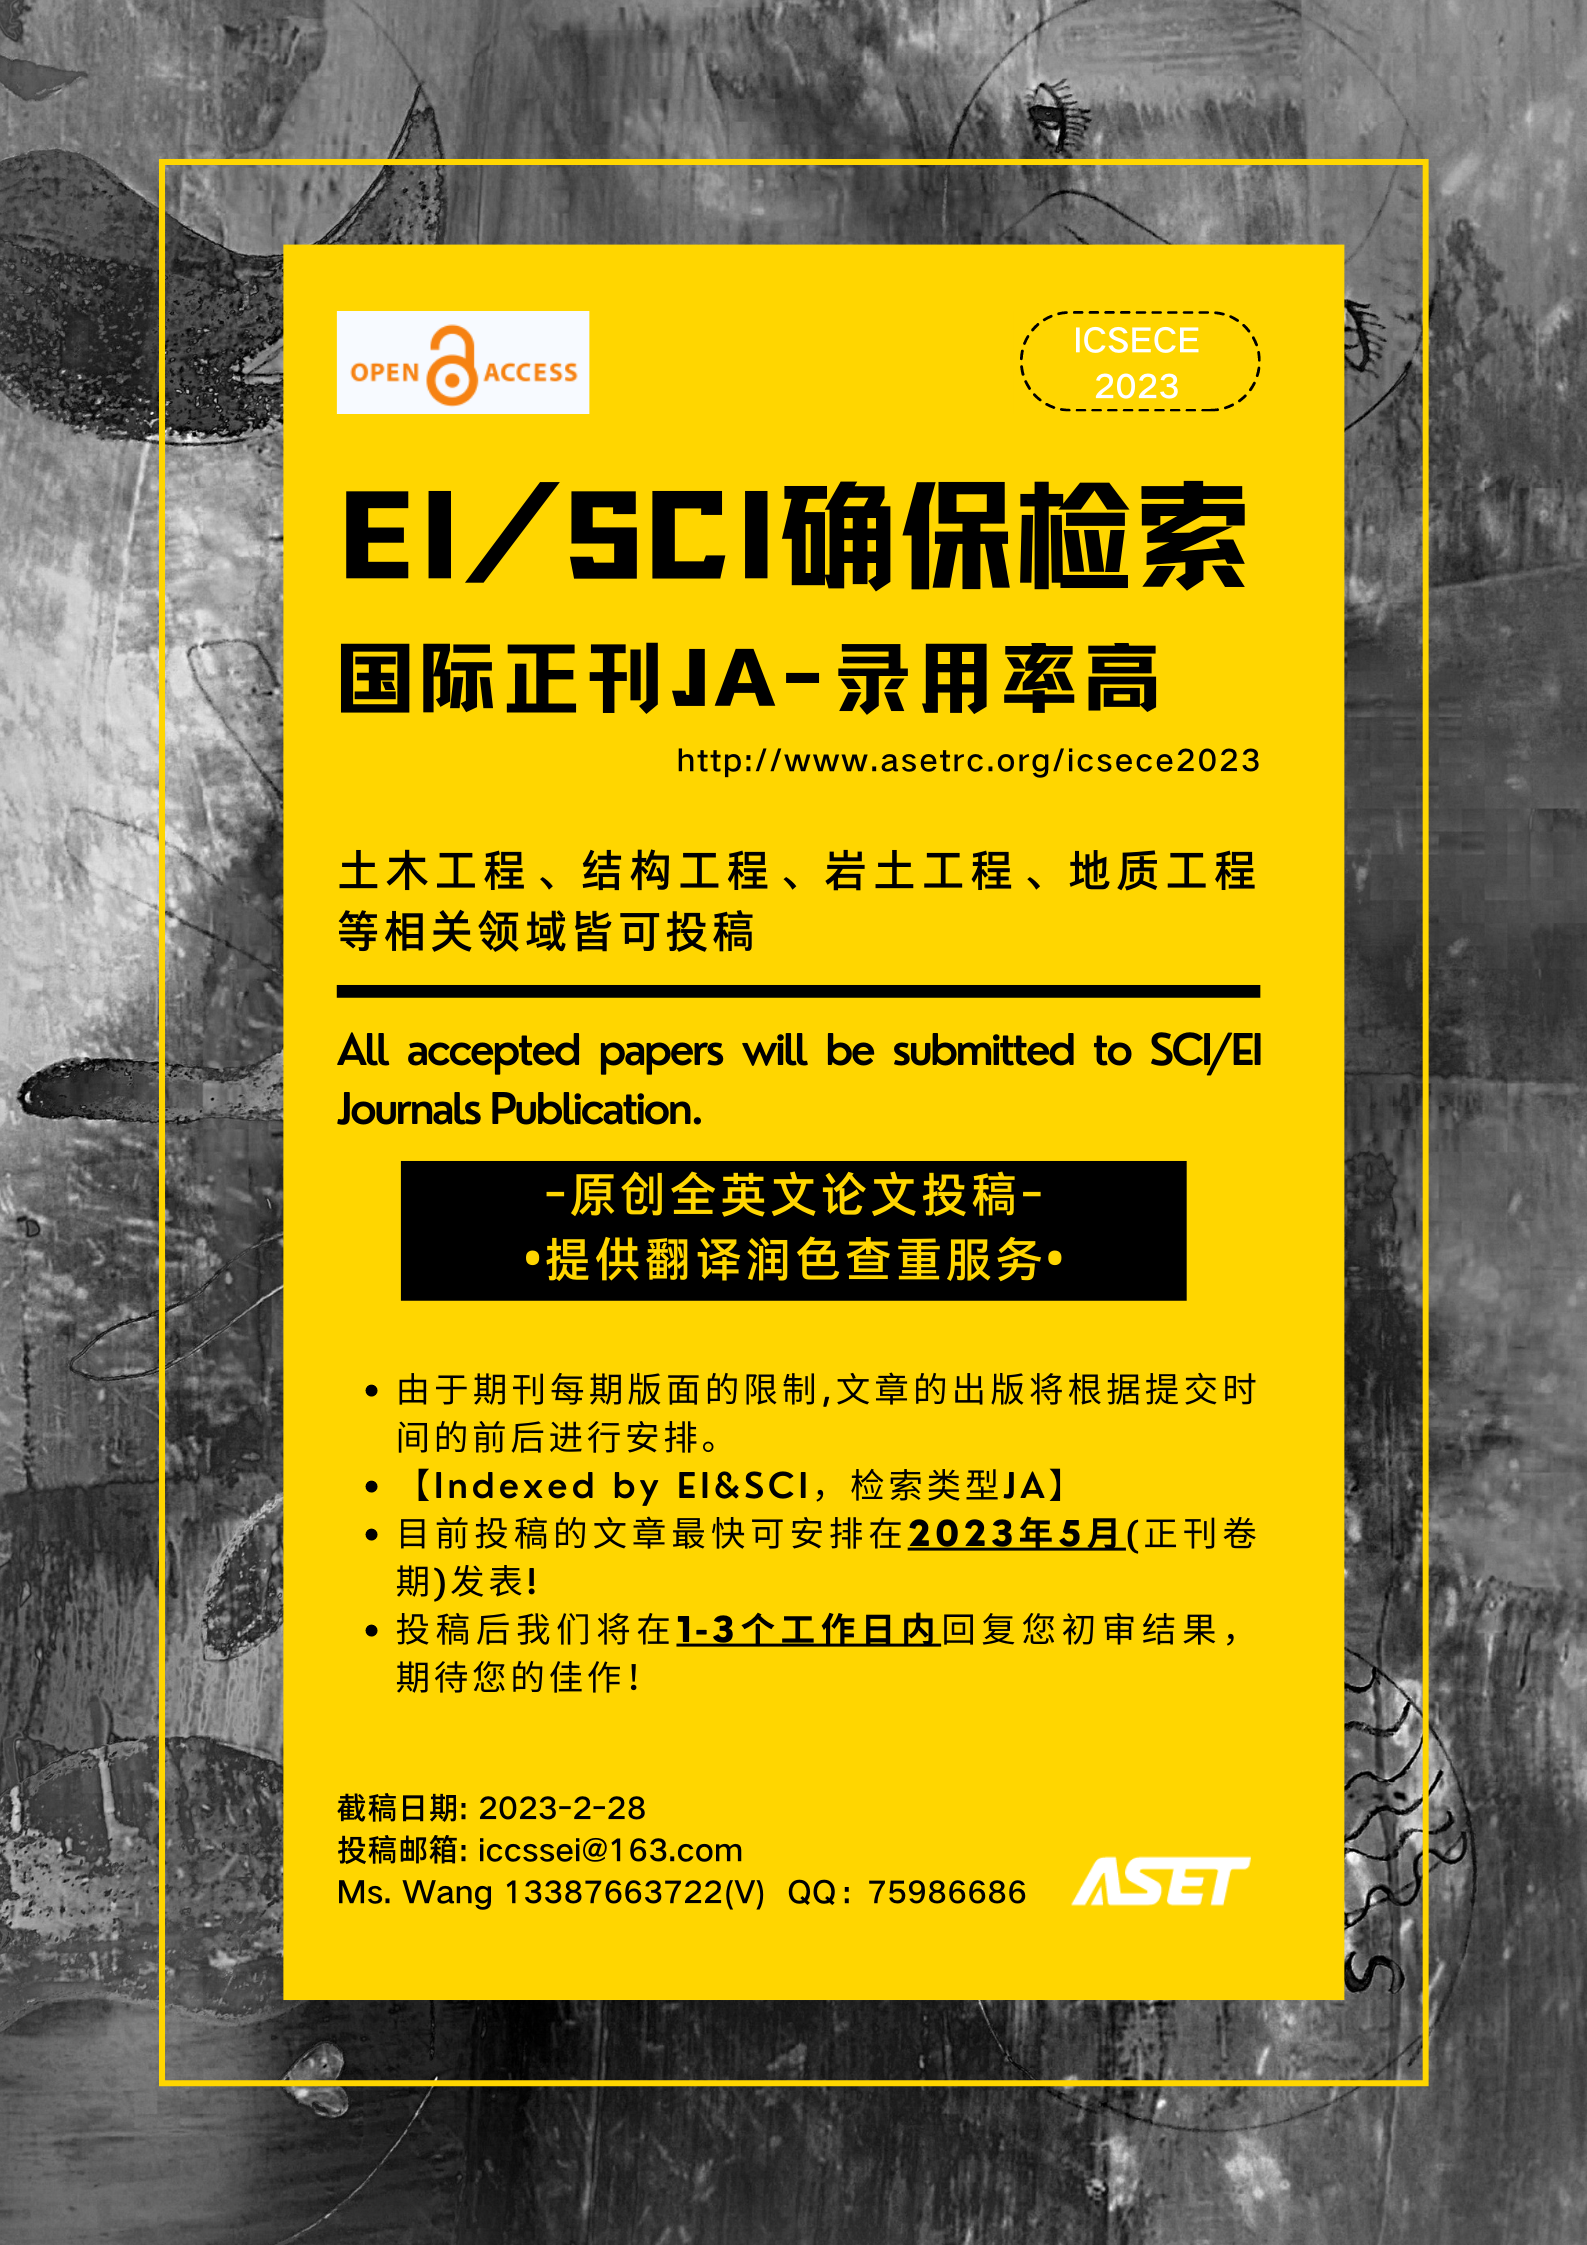 OPEN ACCESS
ICSECE
2023
EI/SCI确保检索
国际正刊JA-录用率高
http://www.asetrc.org/icsece2023
土木工程、结构工程、岩土工程、地质工程
等相关领域皆可投稿
All accepted papers will be submitted to SCI/EI
Journals Publication.
-原创全英文论文投稿-
•提供翻译润色查重服务•
• 由于期刊每期版面的限制,文章的出版将根据提交时
间的前后进行安排。
• 【Indexed by EI&SCI，检索类型JA】
• 目前投稿的文章最快可安排在2023年5月(正刊卷
期)发表!
• 投稿后我们将在1-3个工作日内回复您初审结果，
期待您的佳作!
截稿日期: 2023-2-28
投稿邮箱: iccssei@163.com
Ms. Wang 13387663722(V) QQ：75986686
ASET